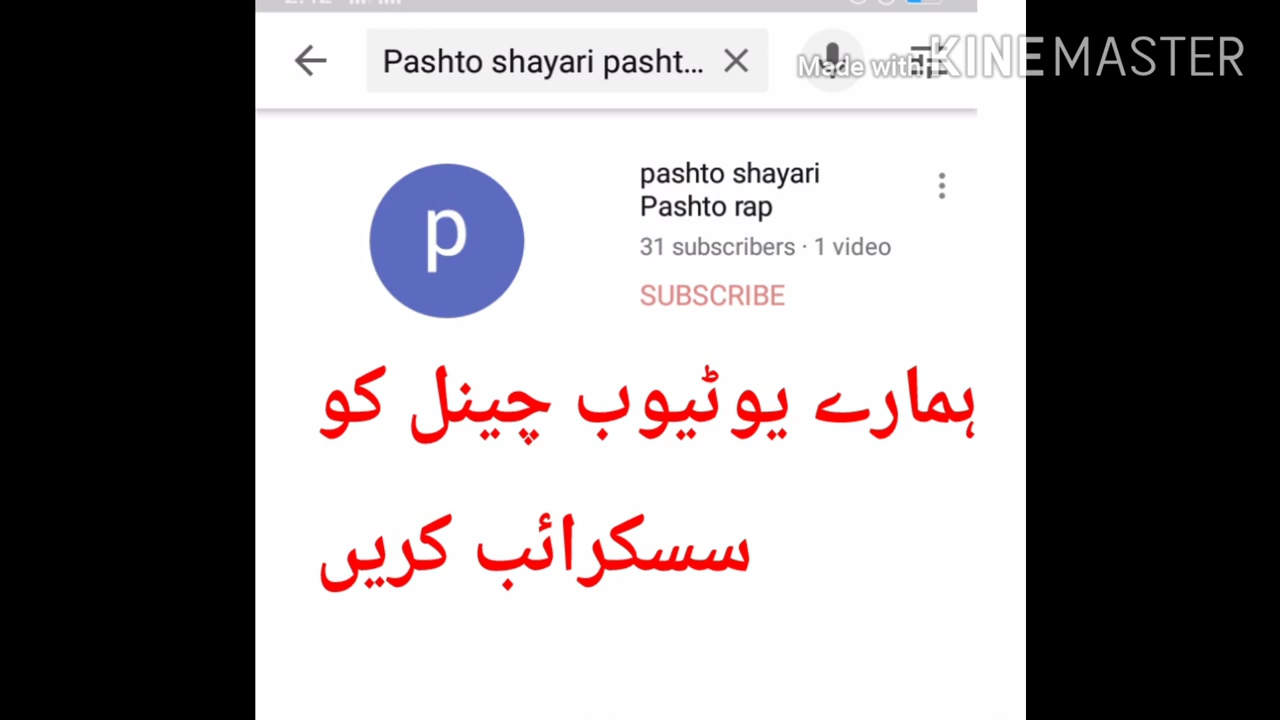 Pashto shayari pasht...
Made with KINEMASTER
p
pashto shayari
Pashto rap
31 subscribers · 1 video
SUBSCRIBE
ہمارے یوٹیوب چینل کو
سسکرائب کریں